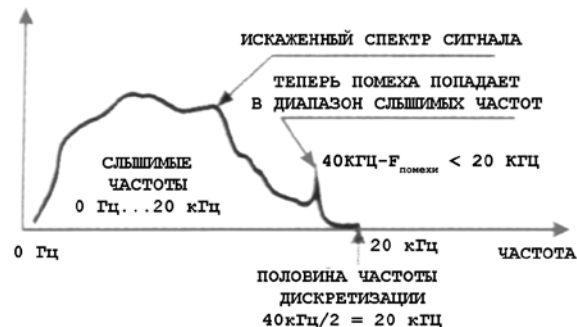 ИСКАЖЕННЫЙ СПЕКТР СИГНАЛА
ТЕПЕРЬ ПОМЕХА ПОПАДАЕТ
В ДИАПАЗОН СЛЫШИМЫХ ЧАСТОТ
40КГЦ-Fпомехи < 20 КГЦ
СЛЫШИМЫЕ
ЧАСТОТЫ
0 Гц...20 кГц
0 Гц
20 кГц
ЧАСТОТА
ПОЛОВИНА ЧАСТОТЫ
ДИСКРЕТИЗАЦИИ
40кГц/2 = 20 кГЦ